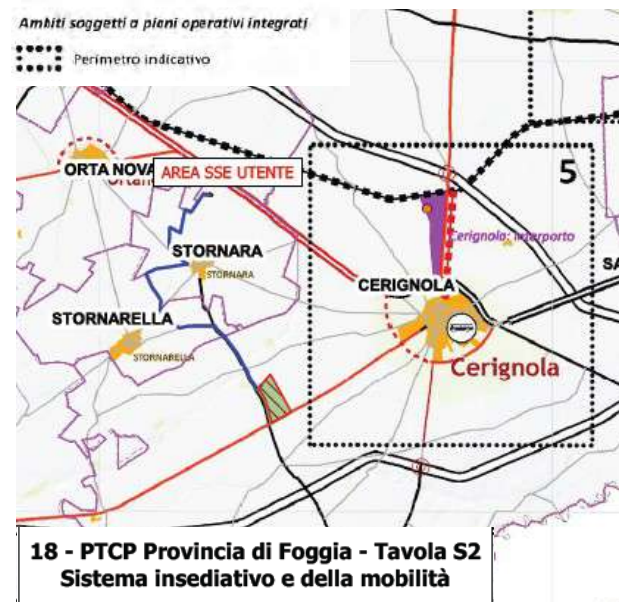 Ambiti soggetti a piani operativi integrati
Perimetro indicativo
5
ORTA NOVA
AREA SSE UTENTE
Cerignola: interporto
STORNARA
STORNARA
CERIGNOLA
STORNARELLA
STORNARELLA
Cerignola
18 - PTCP Provincia di Foggia - Tavola S2
Sistema insediativo e della mobilità